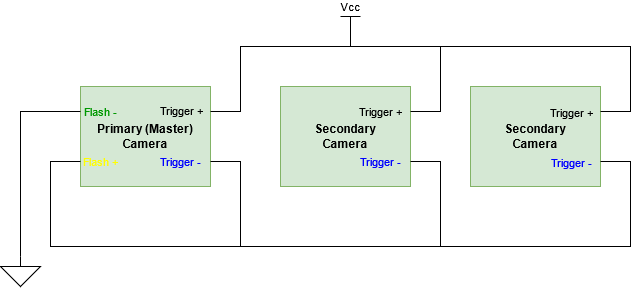 Vcc
Flash -
Trigger +
Primary (Master)
Camera
Flash +
Trigger -
Trigger +
Secondary
Camera
Trigger -
Trigger +
Secondary
Camera
Trigger -